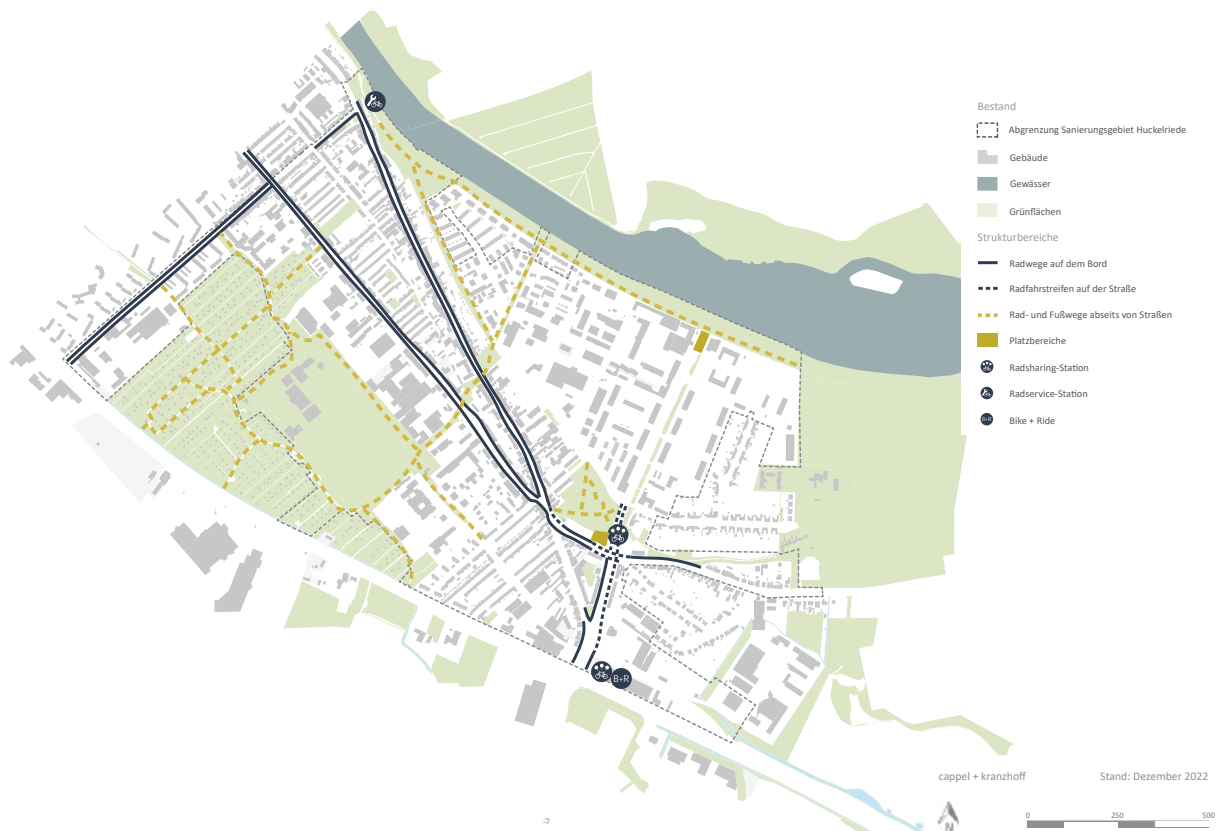 Bestand
Abgrenzung Sanierungsgebiet Huckelriede
Gebäude
Gewässer
Grünflächen
Strukturbereiche
Radwege auf dem Bord
Radfahrstreifen auf der Straße
Rad- und Fußwege abseits von Straßen
Platzbereiche
Radsharing-Station
Radservice-Station
B+R Bike + Ride
B+R
cappel + kranzhoff Stand: Dezember 2022
N
0 250 500